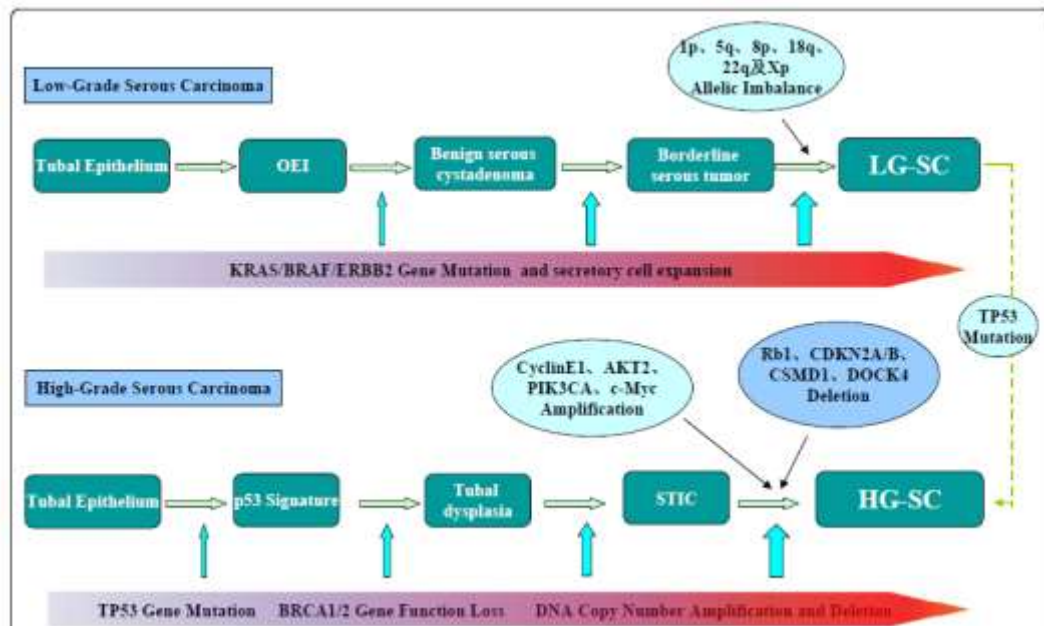 1p、5q、8p、18q、
22q及Xp
Allelic Imbalance
Low-Grade Serous Carcinoma
Tubal Epithelium
OEI
Benign serous
cystadenoma
Borderline
serous tumor
LG-SC
KRAS/BRAF/ERBB2 Gene Mutation and secretory cell expansion
TP53
Mutation
CyclinE1、AKT2、
PIK3CA、c-Myc
Amplification
Rb1、CDKN2A/B、
CSMD1、DOCK4
Deletion
High-Grade Serous Carcinoma
Tubal Epithelium
p53 Signature
Tubal
dysplasia
STIC
HG-SC
TP53 Gene Mutation BRCA1/2 Gene Function Loss DNA Copy Number Amplification and Deletion